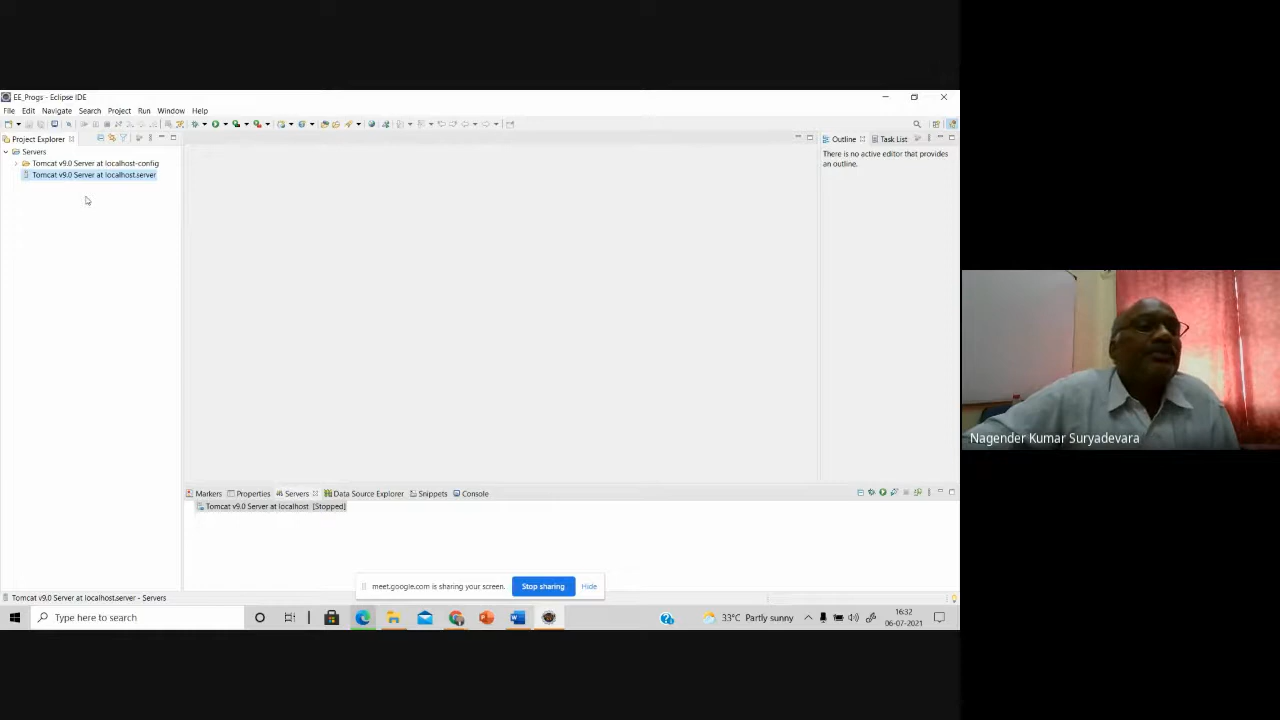 EE_Progs - Eclipse IDE
File Edit Navigate Search Project Run Window Help
Project Explorer
Servers
Tomcat v9.0 Server at localhost-config
Tomcat v9.0 Server at localhost.server
Outline Task List
There is no active editor that provides
an outline.
Nagender Kumar Suryadevara
Markers Properties Servers Data Source Explorer Snippets Console
Tomcat v9.0 Server at localhost [Stopped]
meet.google.com is sharing your screen. Stop sharing Hide
Tomcat v9.0 Server at localhost.server - Servers
Type here to search
33°C Partly sunny
16:32
06-07-2021